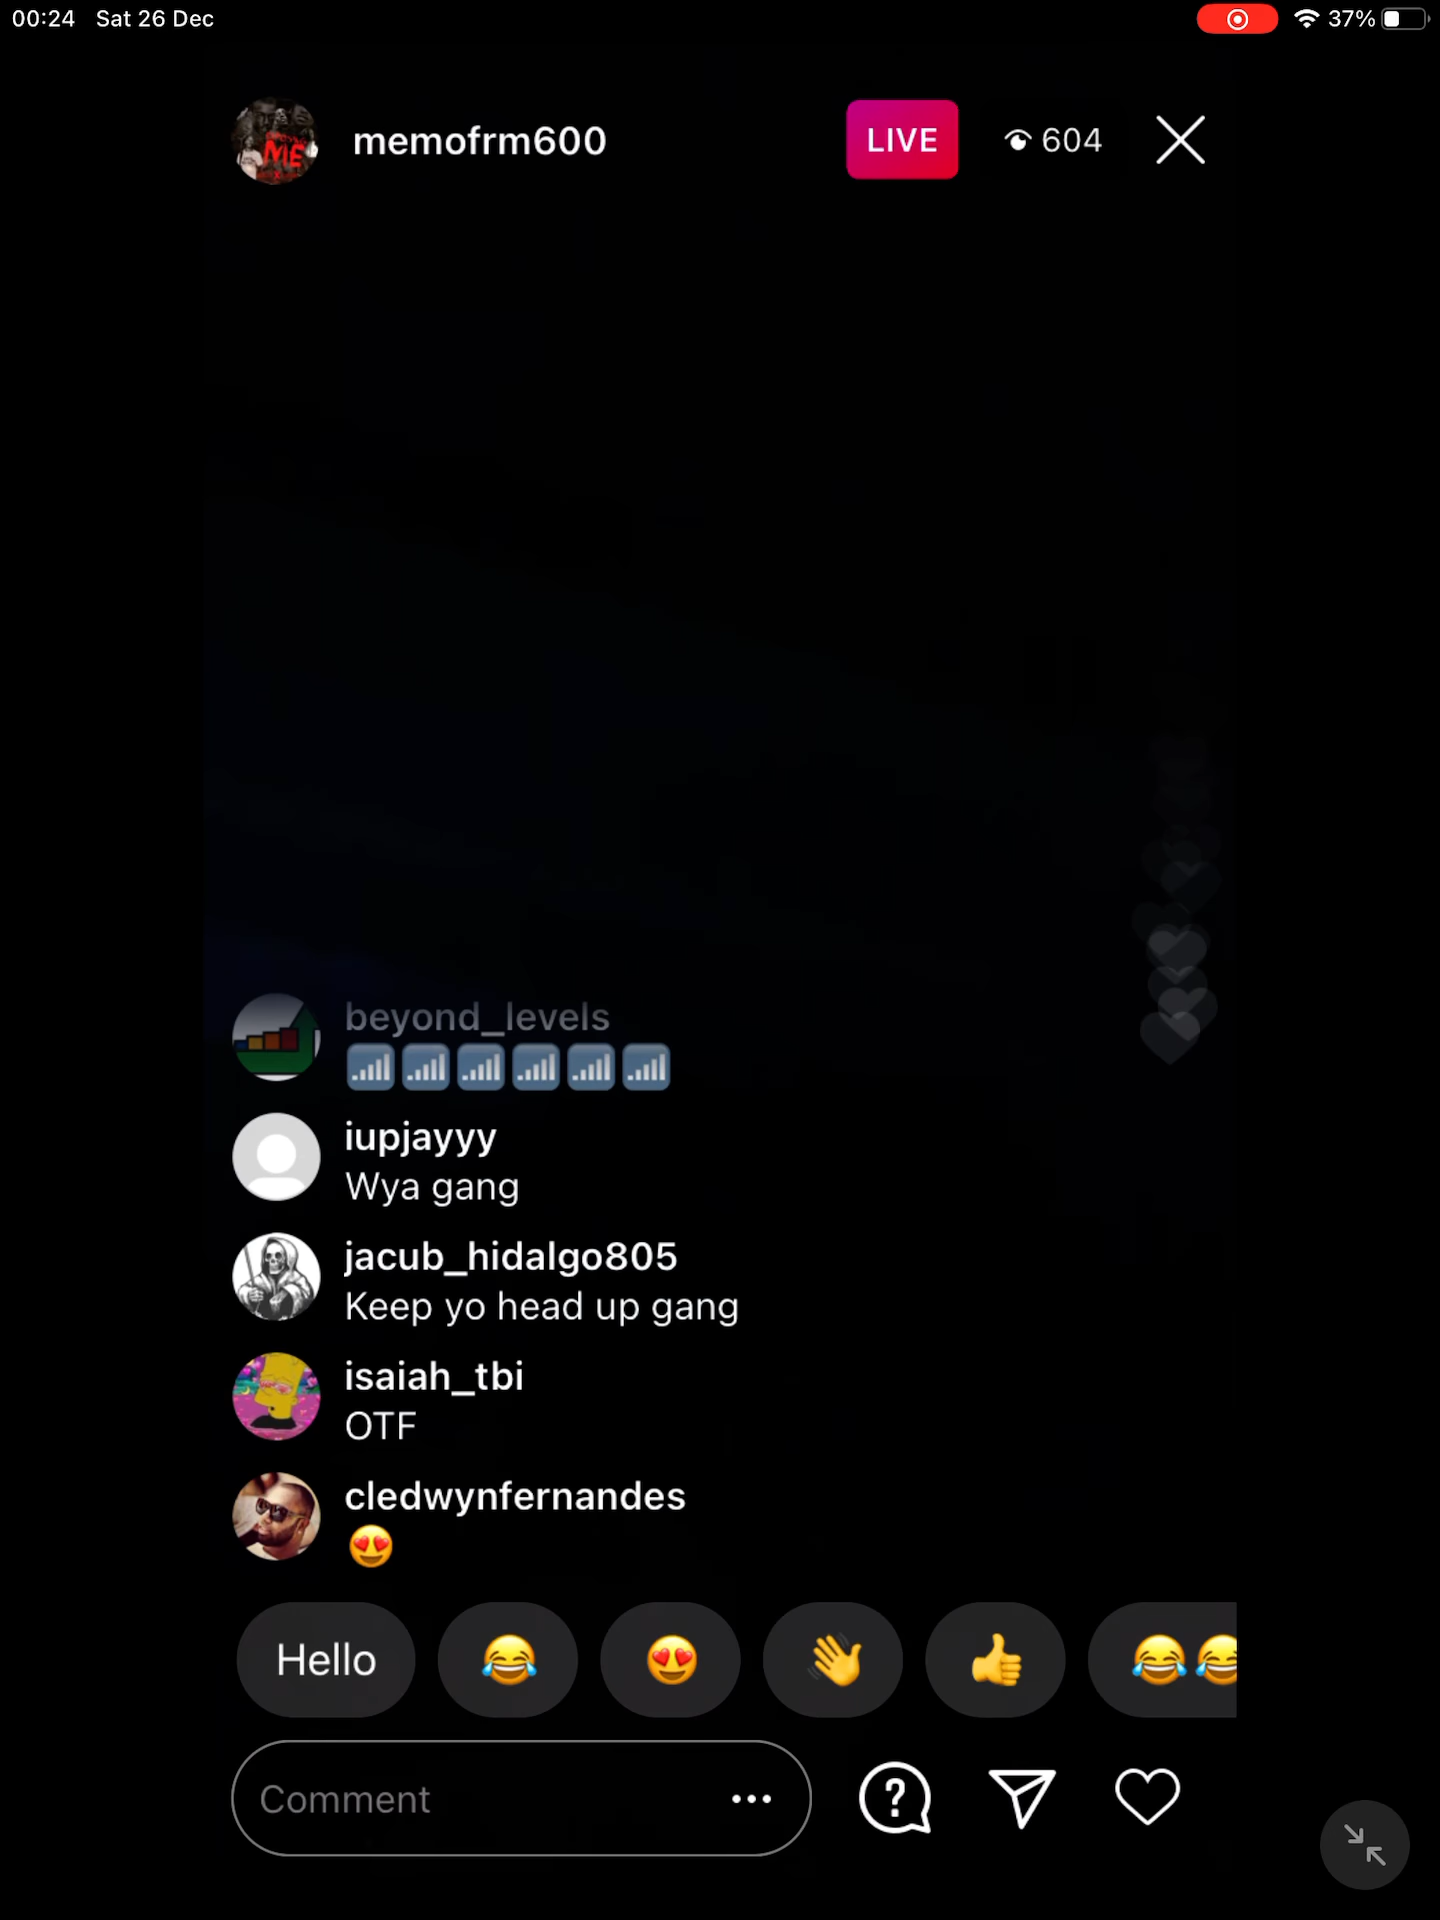 00:24 Sat 26 Dec 37%
ME
memofrm600 LIVE 604
beyond_levels
📶📶📶📶📶📶
iupjayyy
Wya gang
jacub_hidalgo805
Keep yo head up gang
isaiah_tbi
OTF
cledwynfernandes
😍
Hello 😂 😍 👋 👍 😂😂
Comment